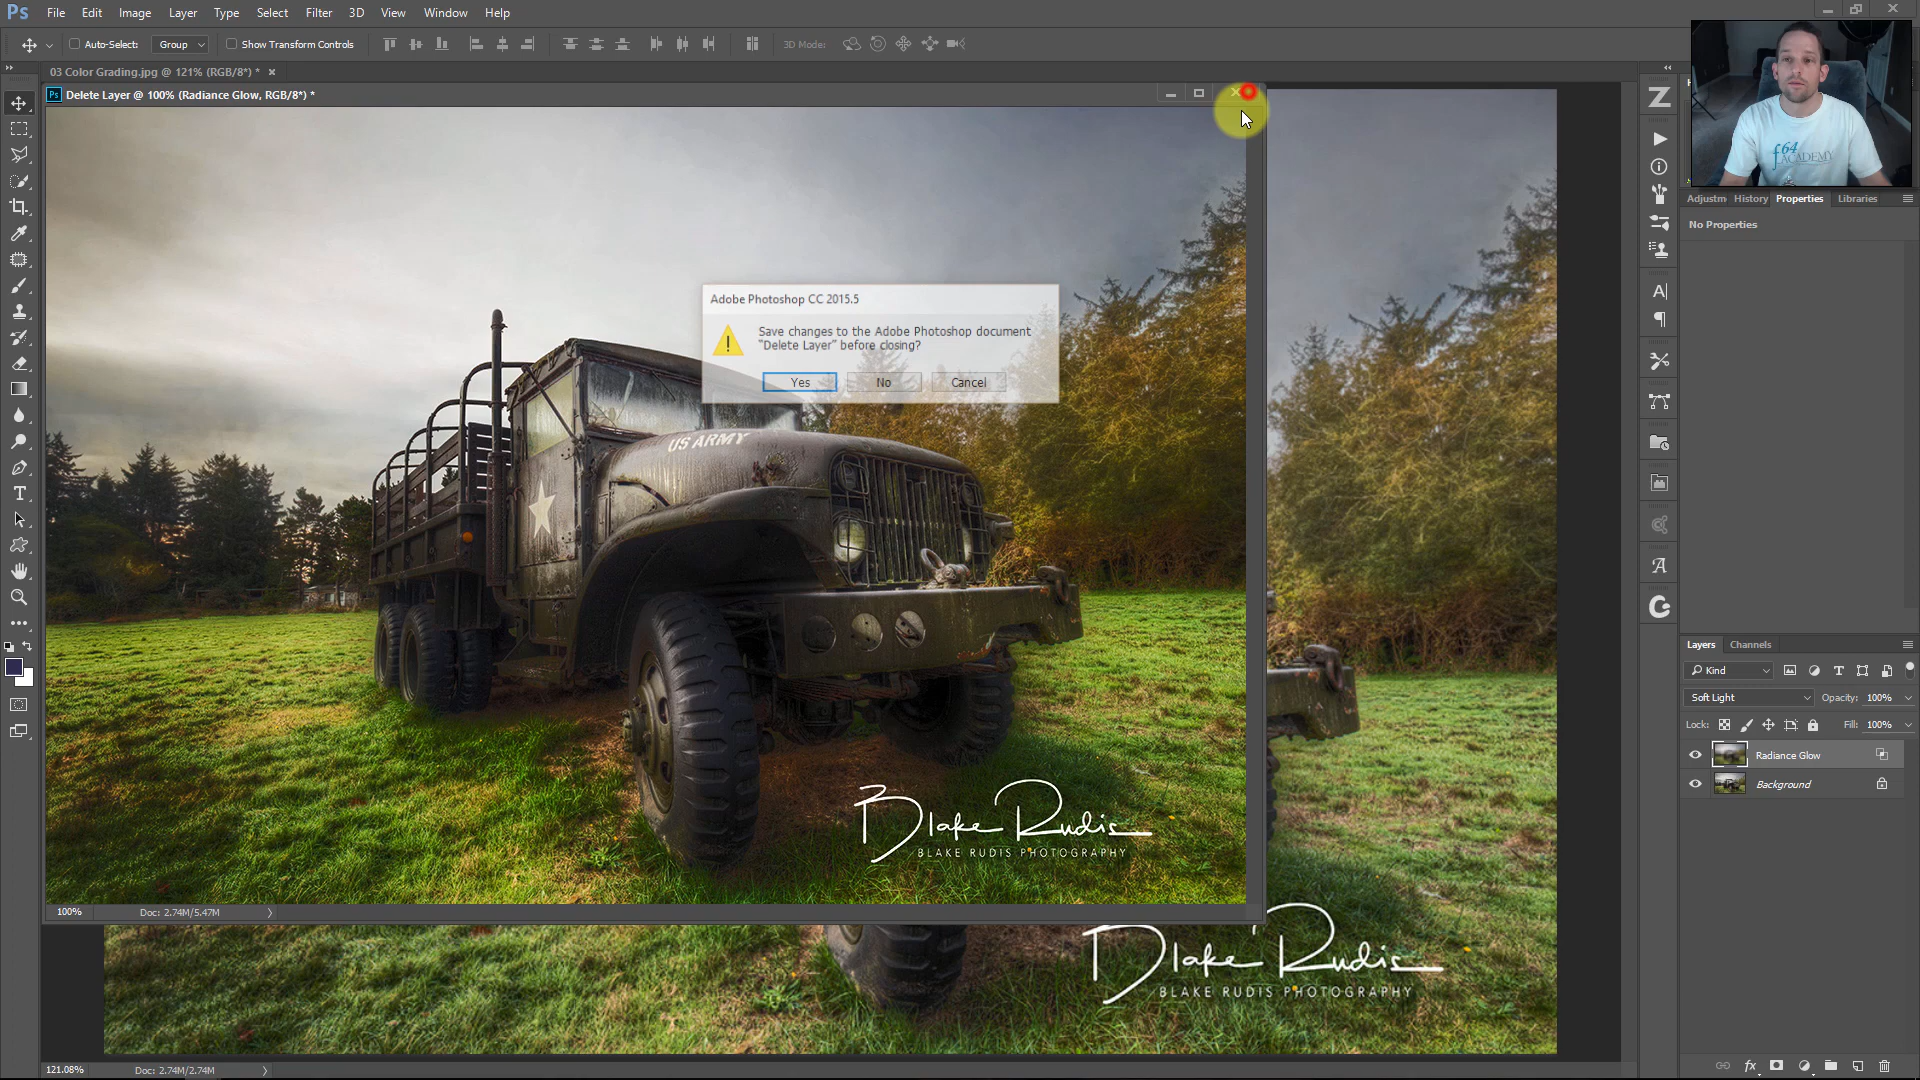 Ps File Edit Image Layer Type Select Filter 3D View Window Help
Auto-Select: Group Show Transform Controls 3D Mode:
03 Color Grading.jpg @ 121% (RGB/8*) * ×
Ps Delete Layer @ 100% (Radiance Glow, RGB/8*) *
f64 ACADEMY
Adjustm History Properties Libraries
No Properties
Adobe Photoshop CC 2015.5
Save changes to the Adobe Photoshop document
"Delete Layer" before closing?
Yes No Cancel
US ARMY
Layers Channels
Kind
Soft Light Opacity: 100%
Lock: Fill: 100%
Radiance Glow
Background
Blake Rudis
BLAKE RUDIS PHOTOGRAPHY
100% Doc: 2.74M/5.47M
Blake Rudis
BLAKE RUDIS PHOTOGRAPHY
121.08% Doc: 2.74M/2.74M